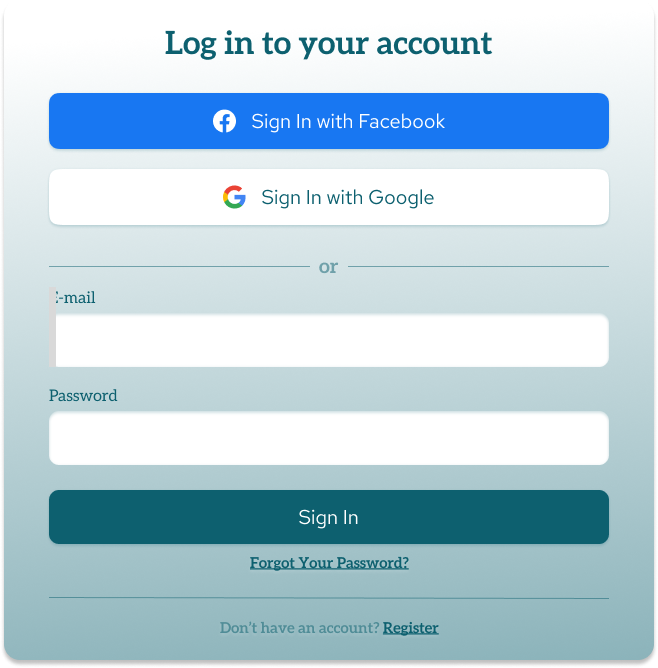 Log in to your account
Sign In with Facebook
Sign In with Google
or
E-mail
Password
Sign In
Forgot Your Password?
Don't have an account? Register